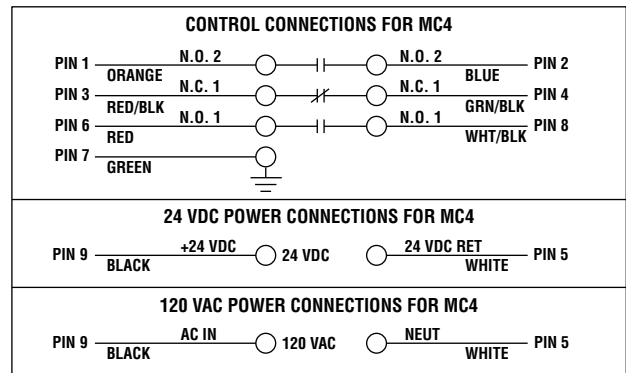 CONTROL CONNECTIONS FOR MC4
PIN 1 N.O. 2 N.O. 2 PIN 2
ORANGE BLUE
PIN 3 N.C. 1 N.C. 1 PIN 4
RED/BLK GRN/BLK
PIN 6 N.O. 1 N.O. 1 PIN 8
RED WHT/BLK
PIN 7
GREEN
24 VDC POWER CONNECTIONS FOR MC4
PIN 9 +24 VDC 24 VDC 24 VDC RET PIN 5
BLACK WHITE
120 VAC POWER CONNECTIONS FOR MC4
PIN 9 AC IN 120 VAC NEUT PIN 5
BLACK WHITE